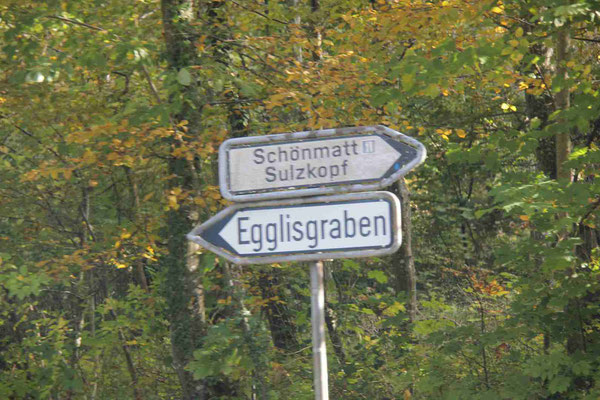 Schönmatt
Sulzkopf
Egglisgraben